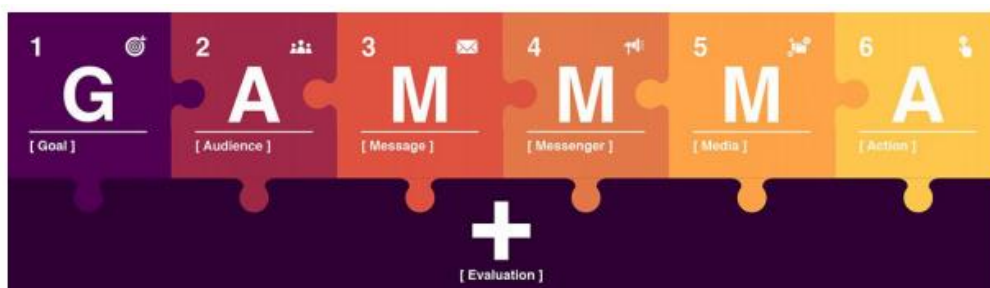 1 2 3 4 5 6
G A M M M A
[ Goal ] [ Audience ] [ Message ] [ Messenger ] [ Media ] [ Action ]
+
[ Evaluation ]